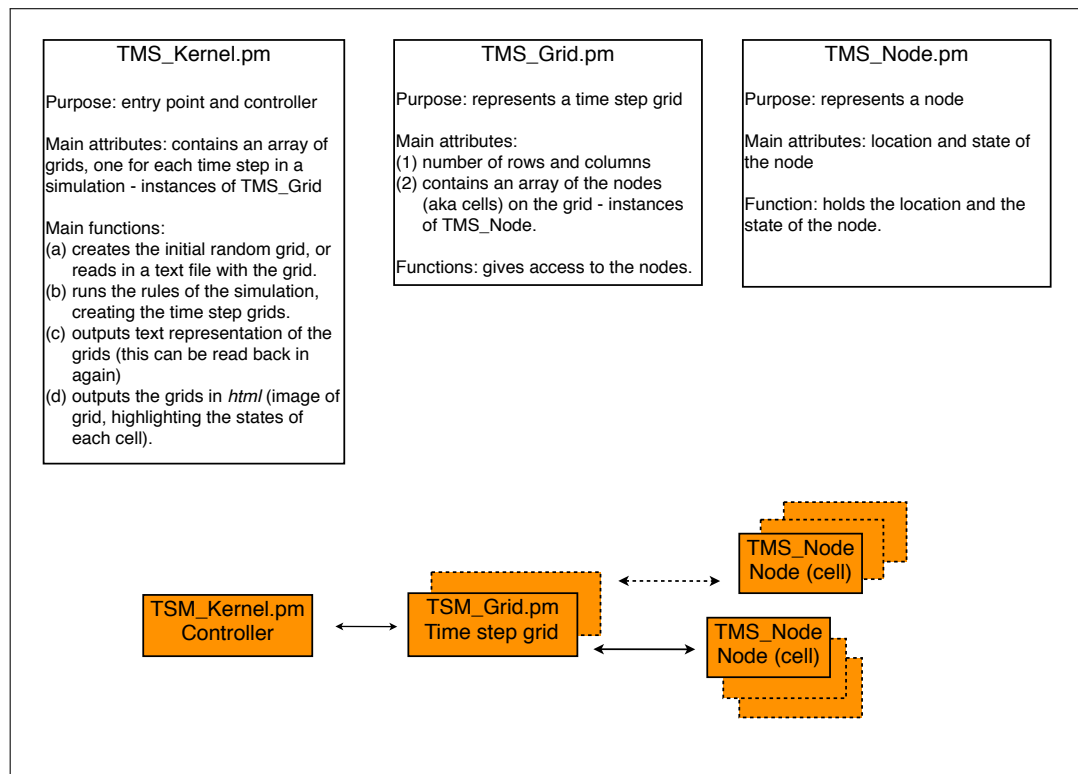 TMS_Kernel.pm
Purpose: entry point and controller
Main attributes: contains an array of
grids, one for each time step in a
simulation - instances of TMS_Grid
Main functions:
(a) creates the initial random grid, or
reads in a text file with the grid.
(b) runs the rules of the simulation,
creating the time step grids.
(c) outputs text representation of the
grids (this can be read back in
again)
(d) outputs the grids in html (image of
grid, highlighting the states of
each cell).
TMS_Grid.pm
Purpose: represents a time step grid
Main attributes:
(1) number of rows and columns
(2) contains an array of the nodes
(aka cells) on the grid - instances
of TMS_Node.
Functions: gives access to the nodes.
TMS_Node.pm
Purpose: represents a node
Main attributes: location and state of
the node
Function: holds the location and the
state of the node.
TSM_Kernel.pm
Controller
TSM_Grid.pm
Time step grid
TMS_Node
Node (cell)
TMS_Node
Node (cell)